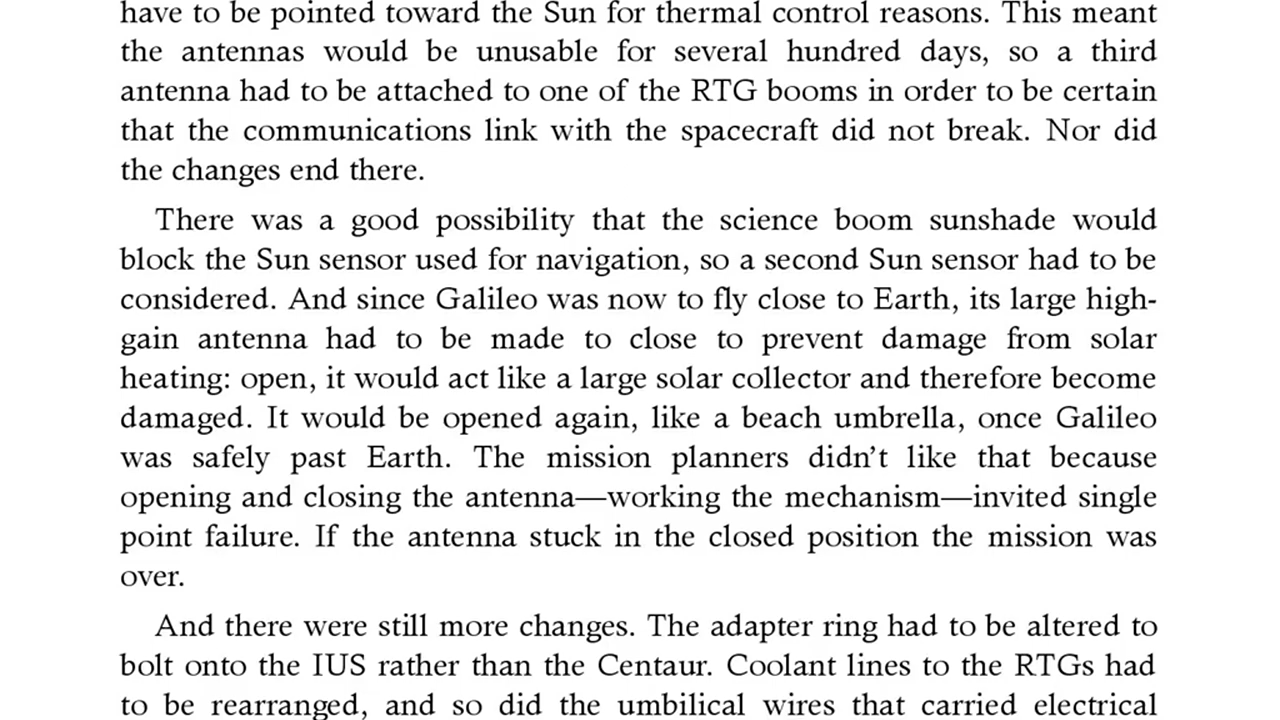 have to be pointed toward the Sun for thermal control reasons. This meant
the antennas would be unusable for several hundred days, so a third
antenna had to be attached to one of the RTG booms in order to be certain
that the communications link with the spacecraft did not break. Nor did
the changes end there.
There was a good possibility that the science boom sunshade would
block the Sun sensor used for navigation, so a second Sun sensor had to be
considered. And since Galileo was now to fly close to Earth, its large high-
gain antenna had to be made to close to prevent damage from solar
heating: open, it would act like a large solar collector and therefore become
damaged. It would be opened again, like a beach umbrella, once Galileo
was safely past Earth. The mission planners didn’t like that because
opening and closing the antenna—working the mechanism—invited single
point failure. If the antenna stuck in the closed position the mission was
over.
And there were still more changes. The adapter ring had to be altered to
bolt onto the IUS rather than the Centaur. Coolant lines to the RTGs had
to be rearranged, and so did the umbilical wires that carried electrical